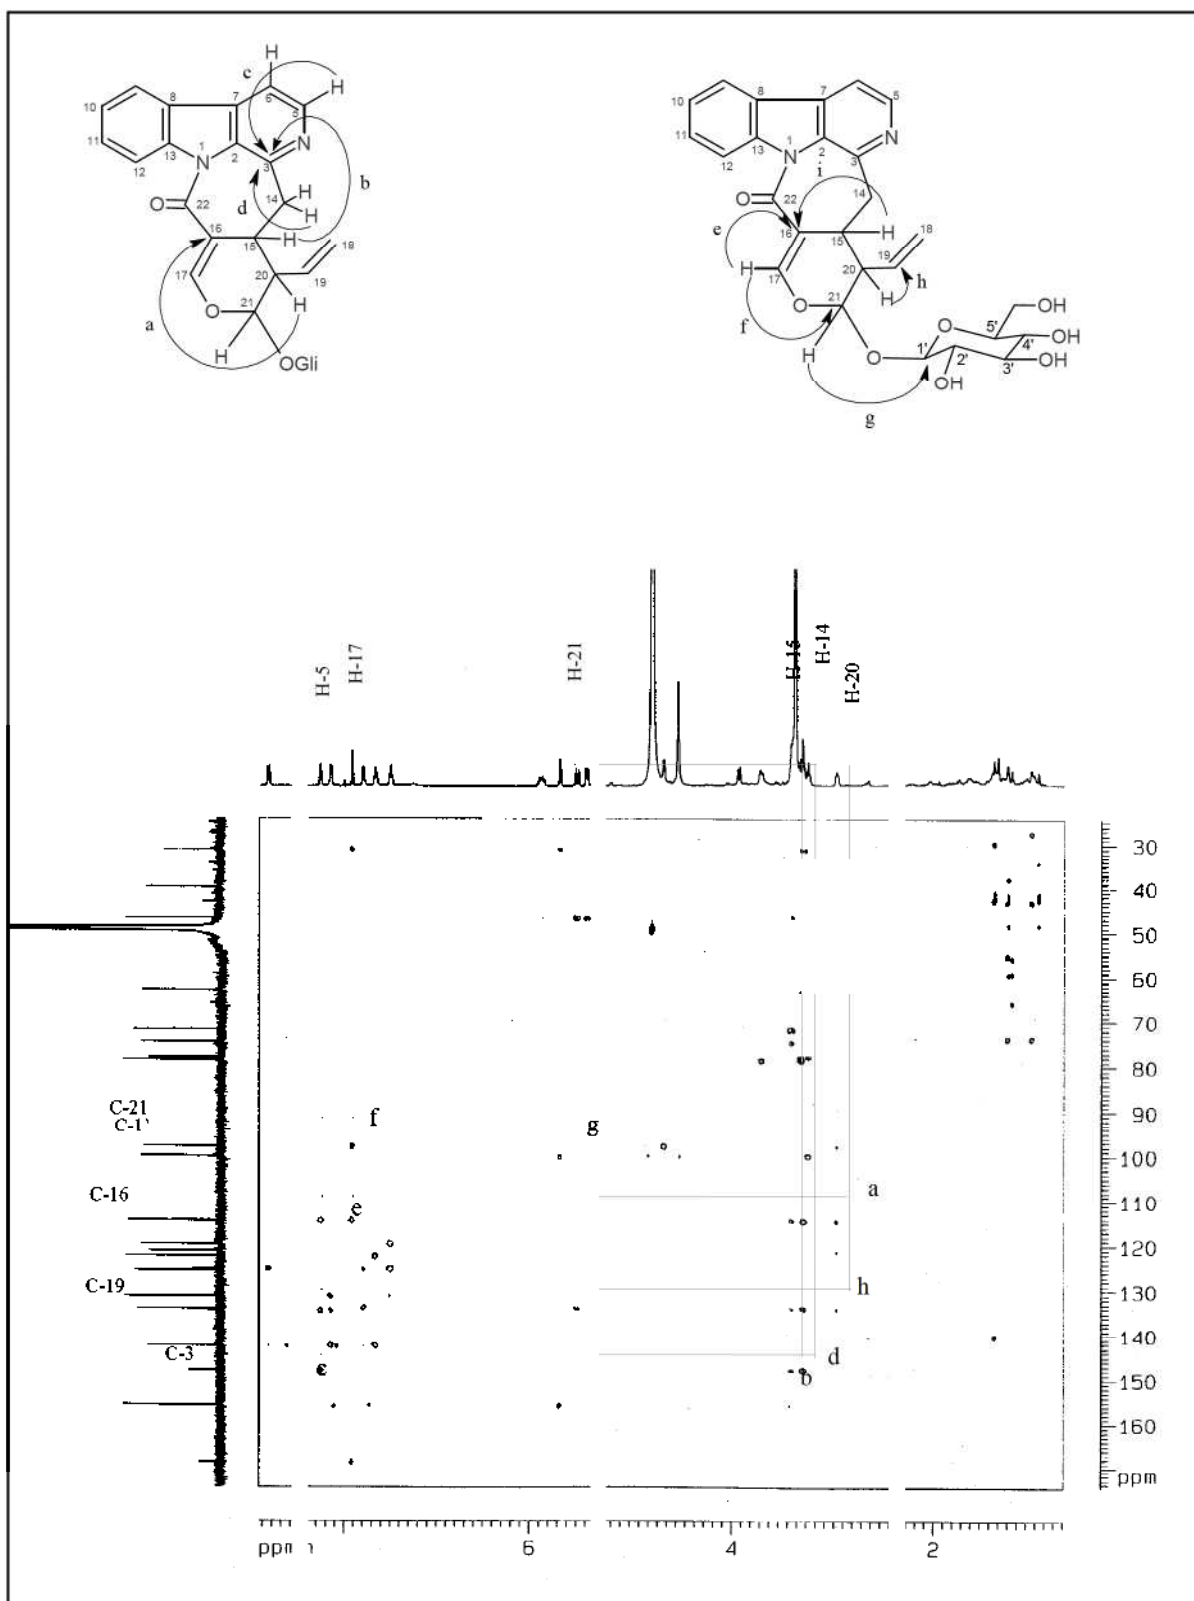 H
c
H
6
5
N
7
8
10
11
12
13
N
1
2
3
b
d
14
H
H
O
22
16
15
H
18
19
20
17
a
O
21
H
H
OGli
8
7
5
10
11
12
13
N
1
2
3
N
i
22
O
14
16
15
H
18
19
e
H
17
20
H
h
O
21
f
H
O
g
O
OH
5'
4'
OH
1'
2'
3'
OH
OH
H-5
H-17
H-21
H-15
H-14
H-20
C-21
C-1'
C-16
C-19
C-3
f
g
e
a
h
c
d
b
30
40
50
60
70
80
90
100
110
120
130
140
150
160
ppm
ppm
6
4
2